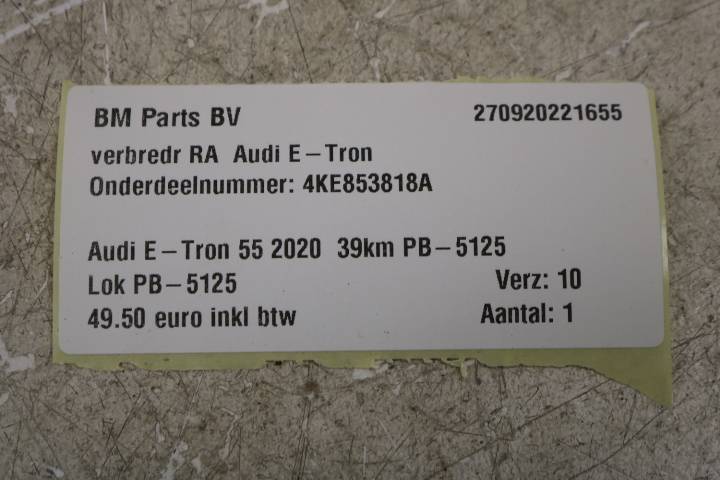 BM Parts BV 270920221655
verbredr RA Audi E-Tron
Onderdeelnummer: 4KE853818A
Audi E-Tron 55 2020 39km PB-5125
Lok PB-5125 Verz: 10
49.50 euro inkl btw Aantal: 1